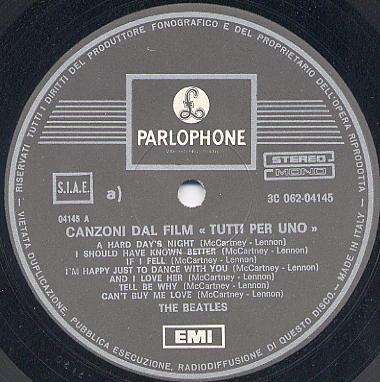 RISERVATI TUTTI I DIRITTI DEL PRODUTTORE FONOGRAFICO E DEL PROPRIETARIO DELL'OPERA RIPRODOTTA
£
PARLOPHONE
STEREO
MONO
S.I.A.E.
a)
3C 062-04145
04145 A
CANZONI DAL FILM « TUTTI PER UNO »
A HARD DAY'S NIGHT (McCartney - Lennon)
I SHOULD HAVE KNOWN BETTER (McCartney - Lennon)
IF I FELL (McCartney - Lennon)
I'M HAPPY JUST TO DANCE WITH YOU (McCartney - Lennon)
AND I LOVE HER (McCartney - Lennon)
TELL BE WHY (McCartney - Lennon)
CAN'T BUY ME LOVE (McCartney - Lennon)
THE BEATLES
EMI
VIETATA DUPLICAZIONE, PUBBLICA ESECUZIONE, RADIODIFFUSIONE DI QUESTO DISCO.— MADE IN ITALY